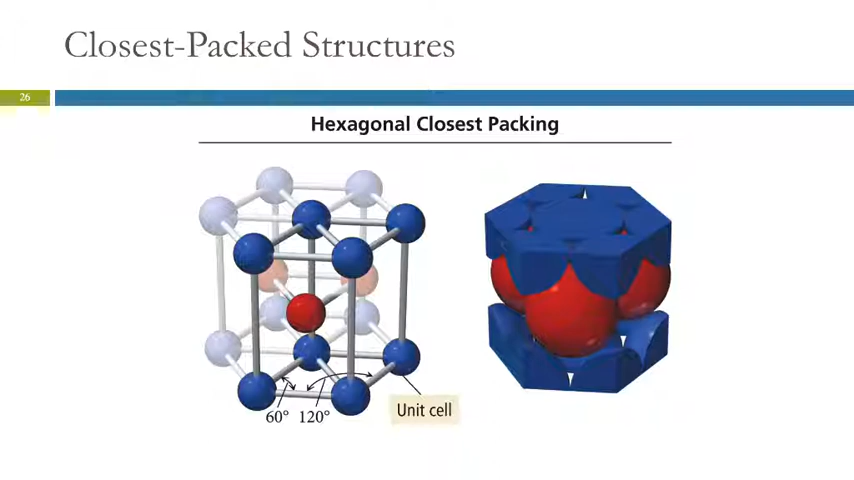 Closest-Packed Structures
26
Hexagonal Closest Packing
60° 120°
Unit cell